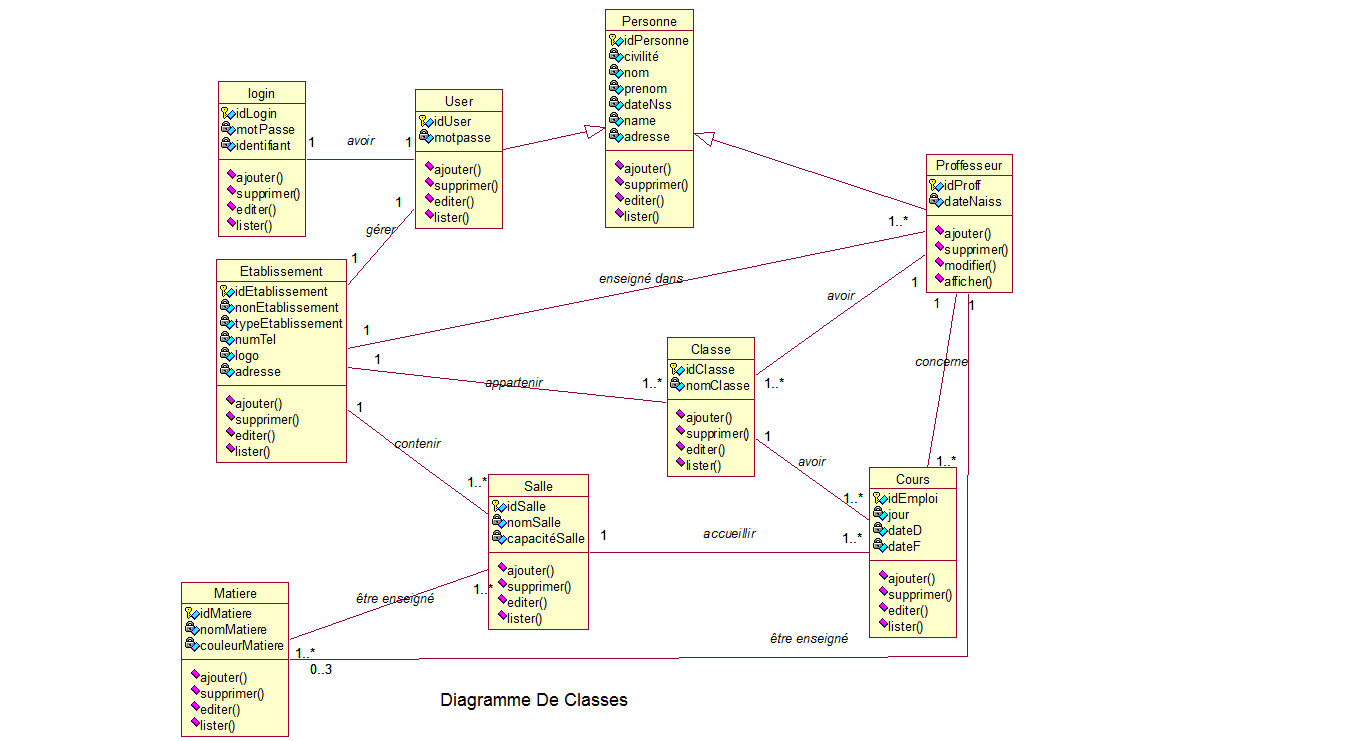 Personne
idPersonne
civilité
nom
prenom
dateNss
name
adresse
ajouter()
supprimer()
editer()
lister()
login
idLogin
motPasse
identifiant
ajouter()
supprimer()
editer()
lister()
1
avoir
1
User
idUser
motpasse
ajouter()
supprimer()
editer()
lister()
Proffesseur
idProff
dateNaiss
ajouter()
supprimer()
modifier()
afficher()
1
gérer
1
1..*
enseigné dans
1
Etablissement
idEtablissement
nonEtablissement
typeEtablissement
numTel
logo
adresse
ajouter()
supprimer()
editer()
lister()
1
avoir
1..*
1
appartenir
1..*
Classe
idClasse
nomClasse
ajouter()
supprimer()
editer()
lister()
1
concerne
1..*
1
1
contenir
1..*
1
avoir
1..*
Salle
idSalle
nomSalle
capacitéSalle
ajouter()
supprimer()
editer()
lister()
1
accueillir
1..*
Cours
idEmploi
jour
dateD
dateF
ajouter()
supprimer()
editer()
lister()
Matiere
idMatiere
nomMatiere
couleurMatiere
ajouter()
supprimer()
editer()
lister()
1..*
être enseigné
1..*
être enseigné
0..3
Diagramme De Classes